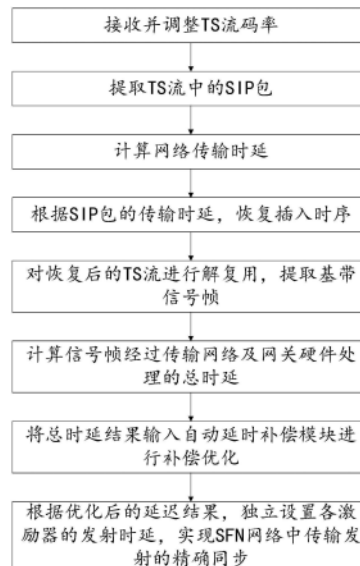 接收并调整TS流码率
提取TS流中的SIP包
计算网络传输时延
根据SIP包的传输时延，恢复插入时序
对恢复后的TS流进行解复用，提取基带
信号帧
计算信号帧经过传输网络及网关硬件处
理的总时延
将总时延结果输入自动延时补偿模块进
行补偿优化
根据优化后的延迟结果，独立设置各激
励器的发射时延，实现SFN网络中传输发
射的精确同步